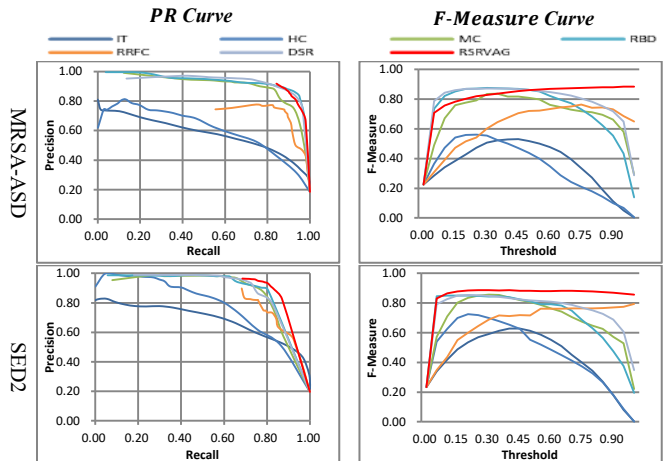 PR Curve
F-Measure Curve
IT HC MC RBD
RRFC DSR RSRVAG
MRSA-ASD
Precision
1.00
0.80
0.60
0.40
0.20
0.00
0.00 0.20 0.40 0.60 0.80 1.00
Recall
F-Measure
1.00
0.80
0.60
0.40
0.20
0.00
0.00 0.15 0.30 0.45 0.60 0.75 0.90
Threshold
SED2
Precision
1.00
0.80
0.60
0.40
0.20
0.00
0.00 0.20 0.40 0.60 0.80 1.00
Recall
F-Measure
1.00
0.80
0.60
0.40
0.20
0.00
0.00 0.15 0.30 0.45 0.60 0.75 0.90
Threshold